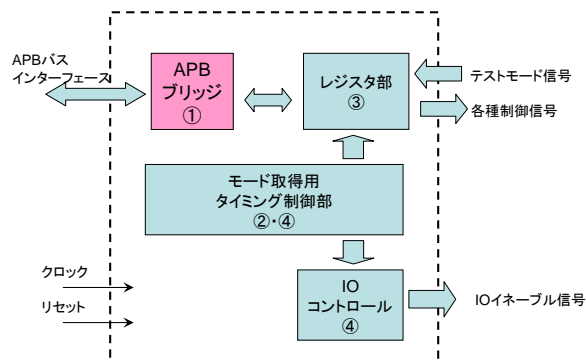 APBバス
インターフェース
APB
ブリッジ
①
レジスタ部
③
テストモード信号
各種制御信号
モード取得用
タイミング制御部
②・④
クロック
リセット
IO
コントロール
④
IOイネーブル信号